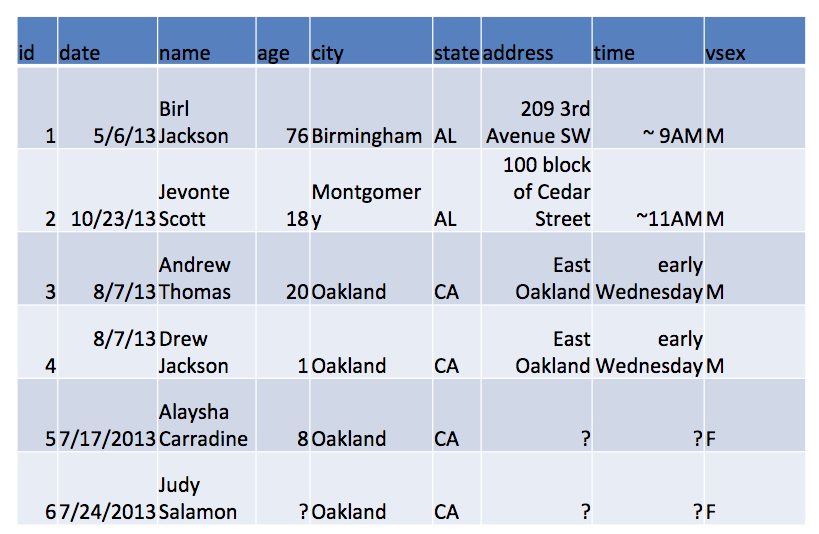 id date name age city state address time vsex
Birl 209 3rd
1 5/6/13 Jackson 76 Birmingham AL Avenue SW ~ 9AM M
100 block
Jevonte Montgomer of Cedar
2 10/23/13 Scott 18 y AL Street ~11AM M
Andrew East early
3 8/7/13 Thomas 20 Oakland CA Oakland Wednesday M
8/7/13 Drew East early
4 Jackson 1 Oakland CA Oakland Wednesday M
Alaysha
5 7/17/2013 Carradine 8 Oakland CA ? ? F
Judy
6 7/24/2013 Salamon ? Oakland CA ? ? F